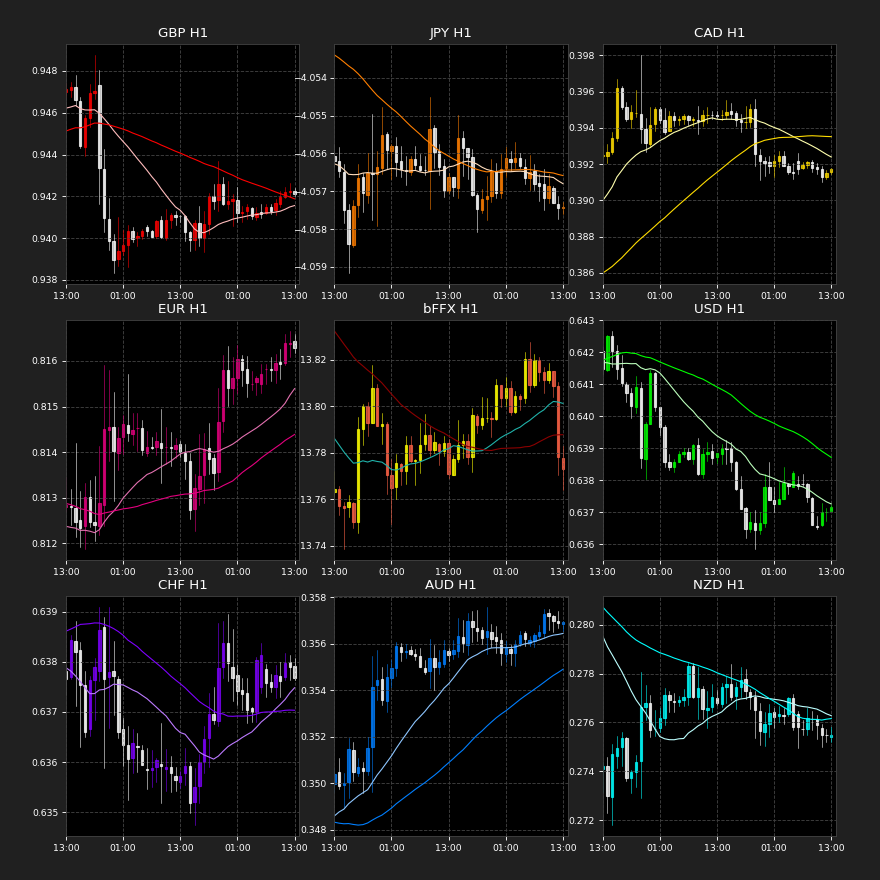 GBP H1
0.948
0.946
0.944
0.942
0.940
0.938
13:00 01:00 13:00 01:00 13:00
JPY H1
-4.054
-4.055
-4.056
-4.057
-4.058
-4.059
13:00 01:00 13:00 01:00 13:00
CAD H1
0.398
0.396
0.394
0.392
0.390
0.388
0.386
13:00 01:00 13:00 01:00 13:00
EUR H1
0.816
0.815
0.814
0.813
0.812
13:00 01:00 13:00 01:00 13:00
bFFX H1
13.82
13.80
13.78
13.76
13.74
13:00 01:00 13:00 01:00 13:00
USD H1
0.643
0.642
0.641
0.640
0.639
0.638
0.637
0.636
13:00 01:00 13:00 01:00 13:00
CHF H1
0.639
0.638
0.637
0.636
0.635
13:00 01:00 13:00 01:00 13:00
AUD H1
0.358
0.356
0.354
0.352
0.350
0.348
13:00 01:00 13:00 01:00 13:00
NZD H1
0.280
0.278
0.276
0.274
0.272
13:00 01:00 13:00 01:00 13:00